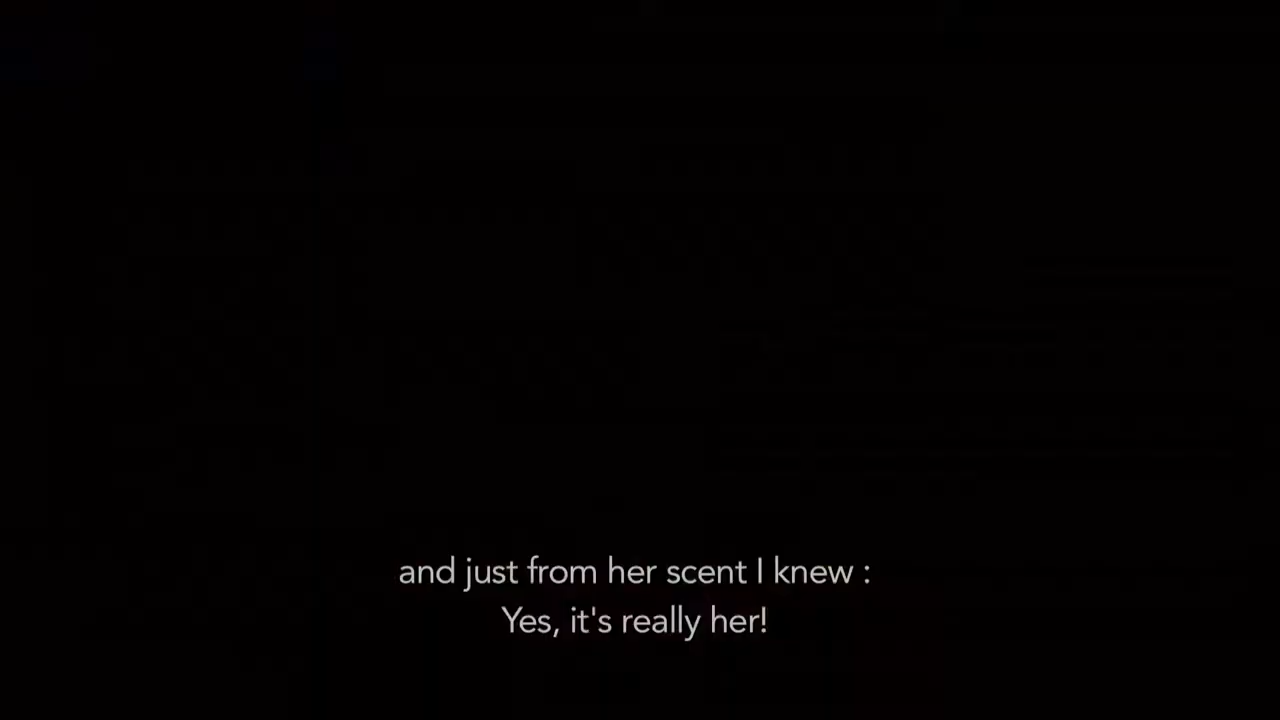 and just from her scent I knew :
Yes, it's really her!